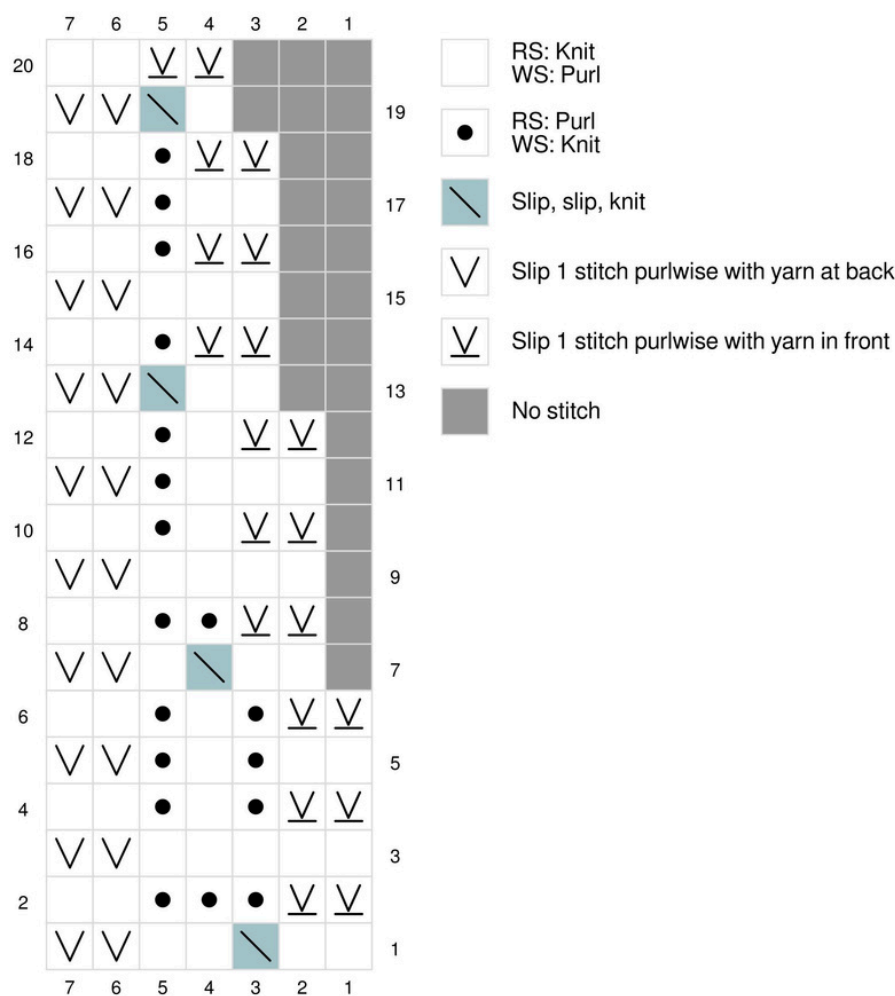 7 6 5 4 3 2 1
20
19
18
17
16
15
14
13
12
11
10
9
8
7
6
5
4
3
2
1
7 6 5 4 3 2 1
RS: Knit
WS: Purl
RS: Purl
WS: Knit
Slip, slip, knit
Slip 1 stitch purlwise with yarn at back
Slip 1 stitch purlwise with yarn in front
No stitch